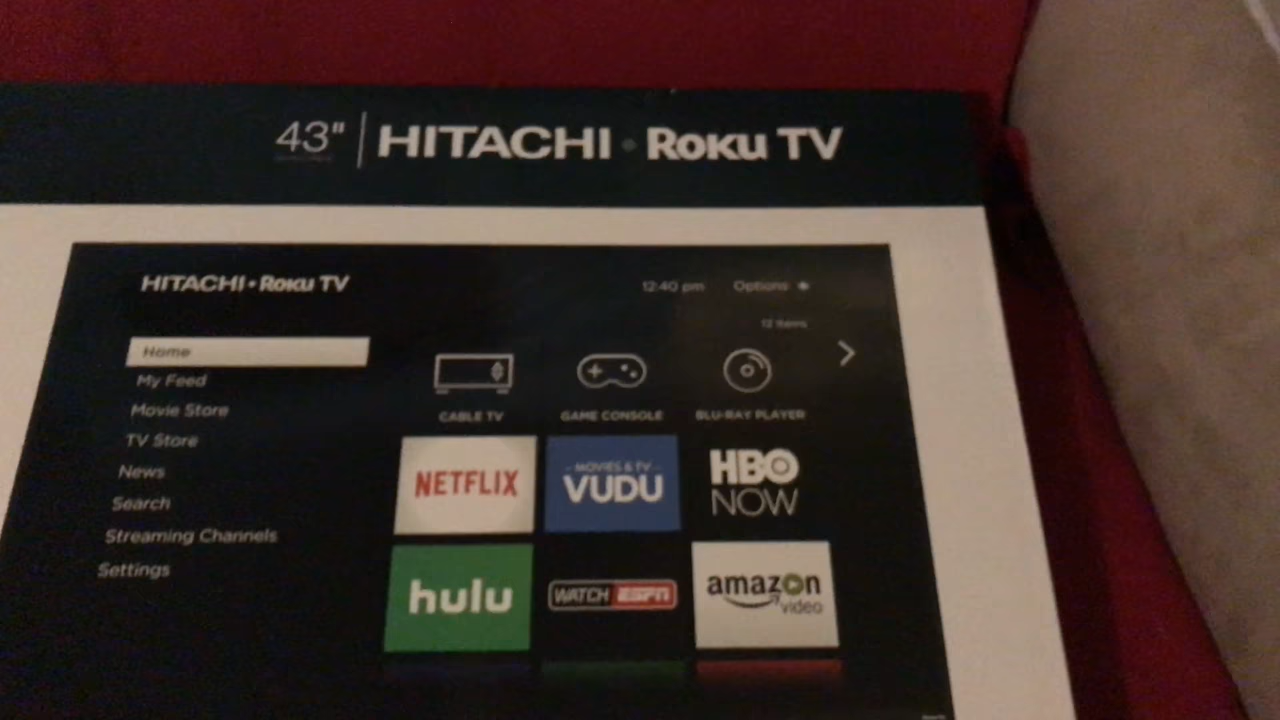 43" | HITACHI • Roku TV
HITACHI • Roku TV
12:40 pm Options
12 items
Home
My Feed
Movie Store
TV Store
News
Search
Streaming Channels
Settings
CABLE TV
GAME CONSOLE
BLU-RAY PLAYER
NETFLIX
MOVIES & TV
VUDU
HBO
NOW
hulu
WATCH ESPN
amazon
video